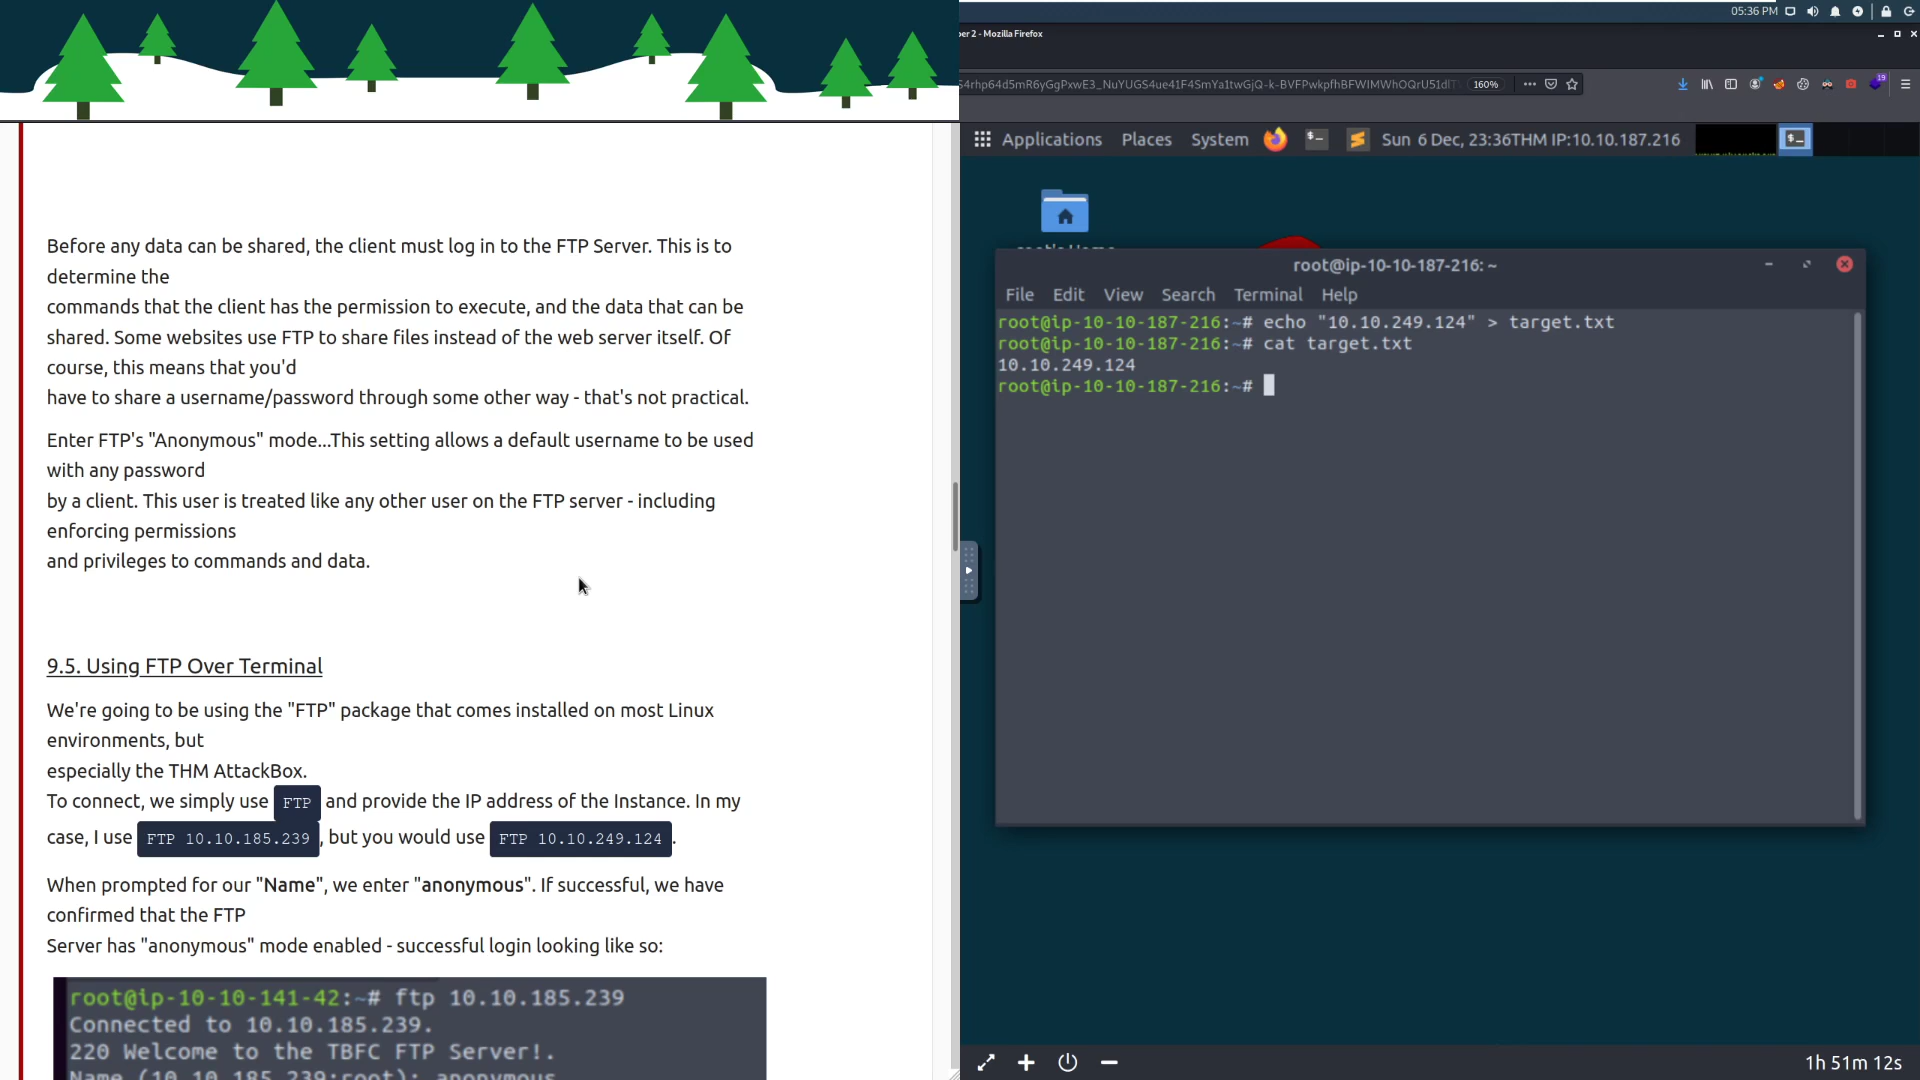 Before any data can be shared, the client must log in to the FTP Server. This is to
determine the
commands that the client has the permission to execute, and the data that can be
shared. Some websites use FTP to share files instead of the web server itself. Of
course, this means that you'd
have to share a username/password through some other way - that's not practical.
Enter FTP's "Anonymous" mode...This setting allows a default username to be used
with any password
by a client. This user is treated like any other user on the FTP server - including
enforcing permissions
and privileges to commands and data.
9.5. Using FTP Over Terminal
We're going to be using the "FTP" package that comes installed on most Linux
environments, but
especially the THM AttackBox.
To connect, we simply use FTP and provide the IP address of the Instance. In my
case, I use FTP 10.10.185.239, but you would use FTP 10.10.249.124.
When prompted for our "Name", we enter "anonymous". If successful, we have
confirmed that the FTP
Server has "anonymous" mode enabled - successful login looking like so:
root@ip-10-10-141-42:~# ftp 10.10.185.239
Connected to 10.10.185.239.
220 Welcome to the TBFC FTP Server!.
Name (10.10.185.239:root): anonymous
05:36 PM
per 2 - Mozilla Firefox
160%
19
Applications Places System Sun 6 Dec, 23:36THM IP:10.10.187.216
root@ip-10-10-187-216: ~
File Edit View Search Terminal Help
root@ip-10-10-187-216:~# echo "10.10.249.124" > target.txt
root@ip-10-10-187-216:~# cat target.txt
10.10.249.124
root@ip-10-10-187-216:~#
1h 51m 12s